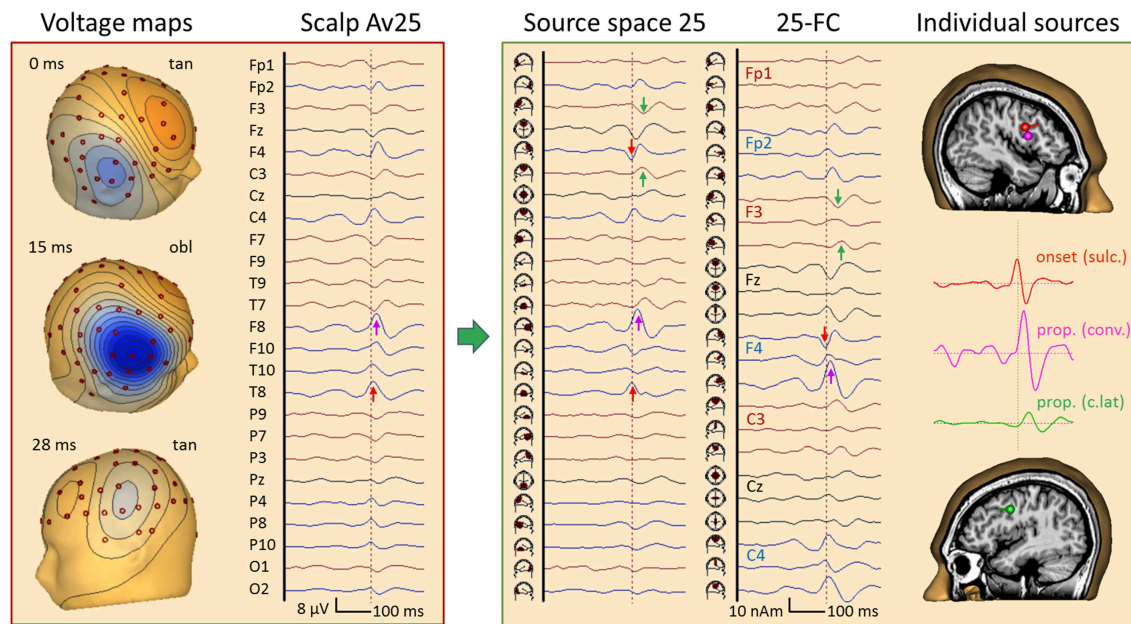 Voltage maps
Scalp Av25
Source space 25
25-FC
Individual sources
0 ms
tan
15 ms
obl
28 ms
tan
Fp1
Fp2
F3
Fz
F4
C3
Cz
C4
F7
F9
T9
T7
F8
F10
T10
T8
P9
P7
P3
Pz
P4
P8
P10
O1
O2
8 µV
100 ms
Fp1
Fp2
F3
Fz
F4
C3
Cz
C4
10 nAm
100 ms
onset (sulc.)
prop. (conv.)
prop. (c.lat)